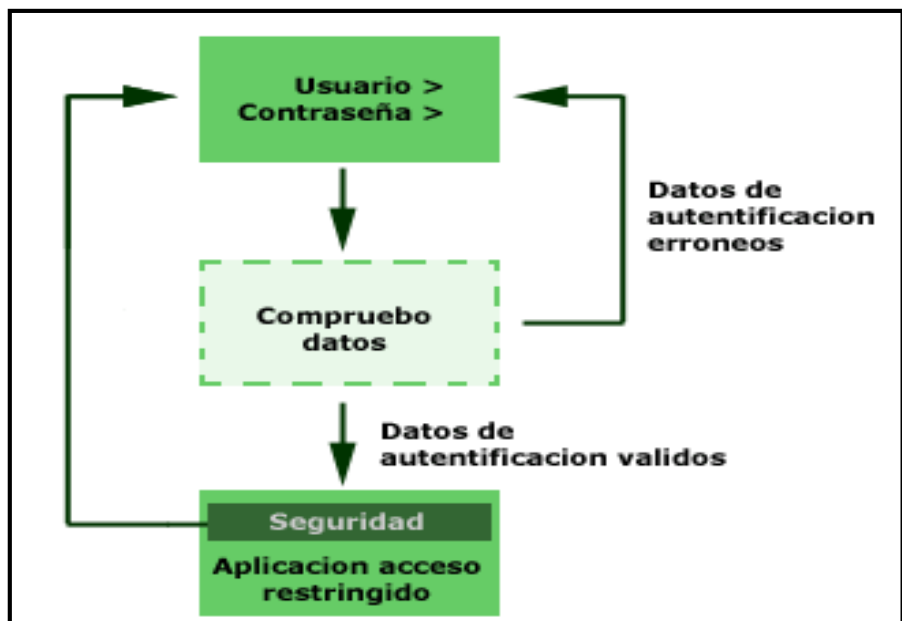 Usuario >
Contraseña >
Datos de
autentificacion
erroneos
Compruebo
datos
Datos de
autentificacion validos
Seguridad
Aplicacion acceso
restringido